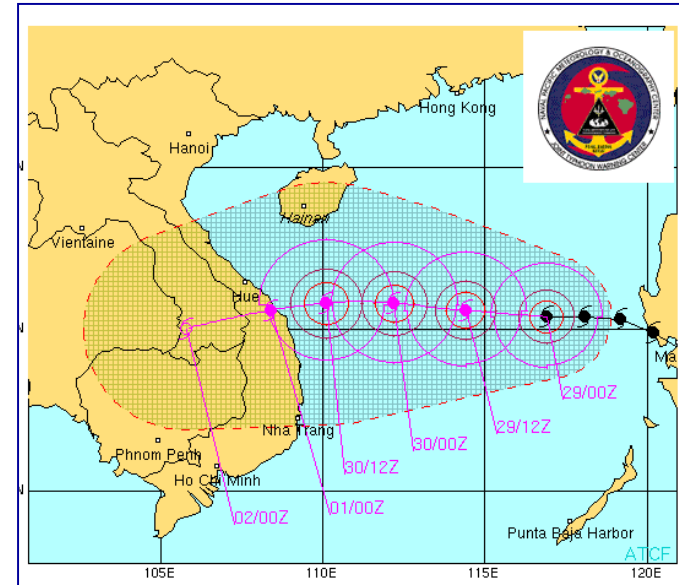 NAVAL PACIFIC METEOROLOGY & OCEANOGRAPHY CENTER
JOINT TYPHOON WARNING CENTER
Hong Kong
Hanoi
Hainan
Vientaine
Hue
Ma
29/00Z
29/12Z
Nha Trang
30/00Z
Phnom Penh
30/12Z
Ho Chi Minh
01/00Z
02/00Z
Punta Baja Harbor
ATCF
105E
110E
115E
120E
N
N
N